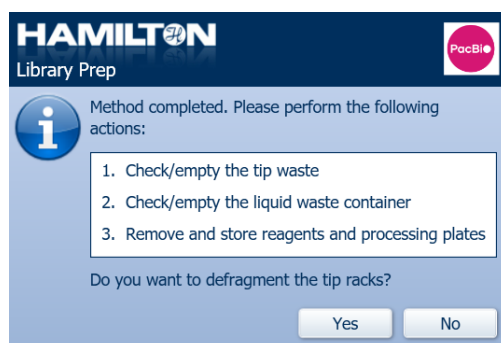 HAMILTON
PacBio
Library Prep
Method completed. Please perform the following
actions:
1. Check/empty the tip waste
2. Check/empty the liquid waste container
3. Remove and store reagents and processing plates
Do you want to defragment the tip racks?
Yes No